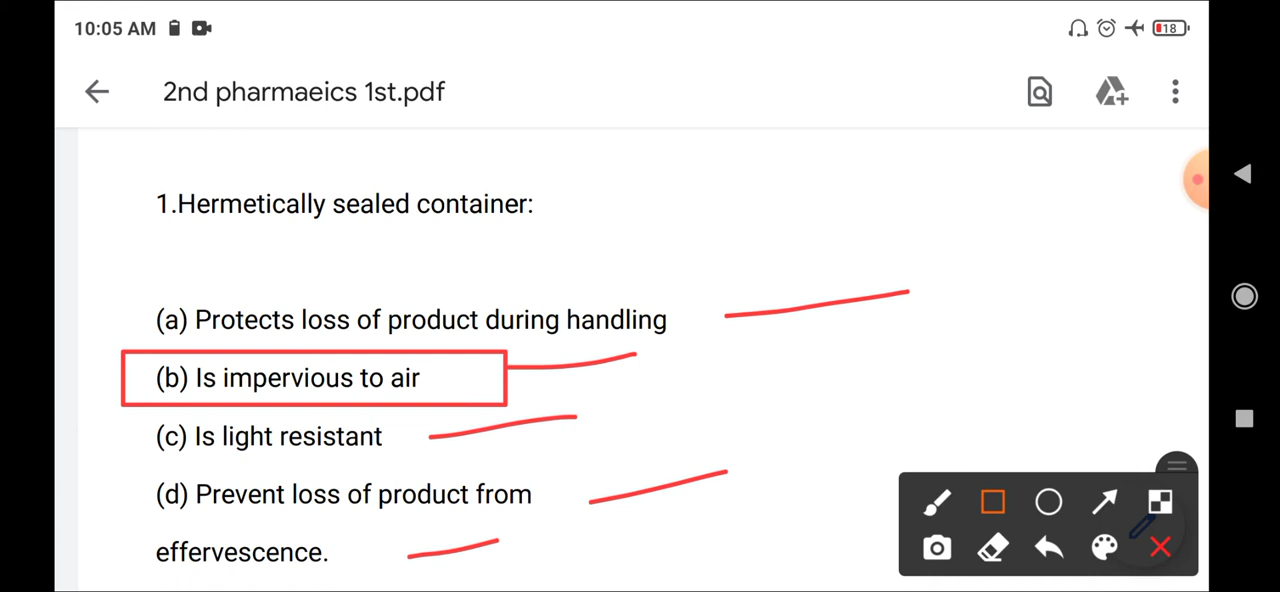 10:05 AM
18
2nd pharmaeics 1st.pdf
1.Hermetically sealed container:
(a) Protects loss of product during handling
(b) Is impervious to air
(c) Is light resistant
(d) Prevent loss of product from
effervescence.